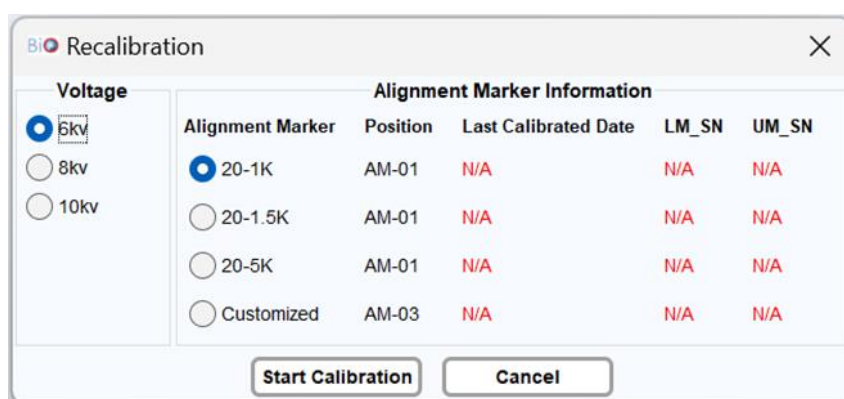 BiO Recalibration
Voltage
6kv
8kv
10kv
Alignment Marker Information
Alignment Marker Position Last Calibrated Date LM_SN UM_SN
20-1K AM-01 N/A N/A N/A
20-1.5K AM-01 N/A N/A N/A
20-5K AM-01 N/A N/A N/A
Customized AM-03 N/A N/A N/A
Start Calibration Cancel